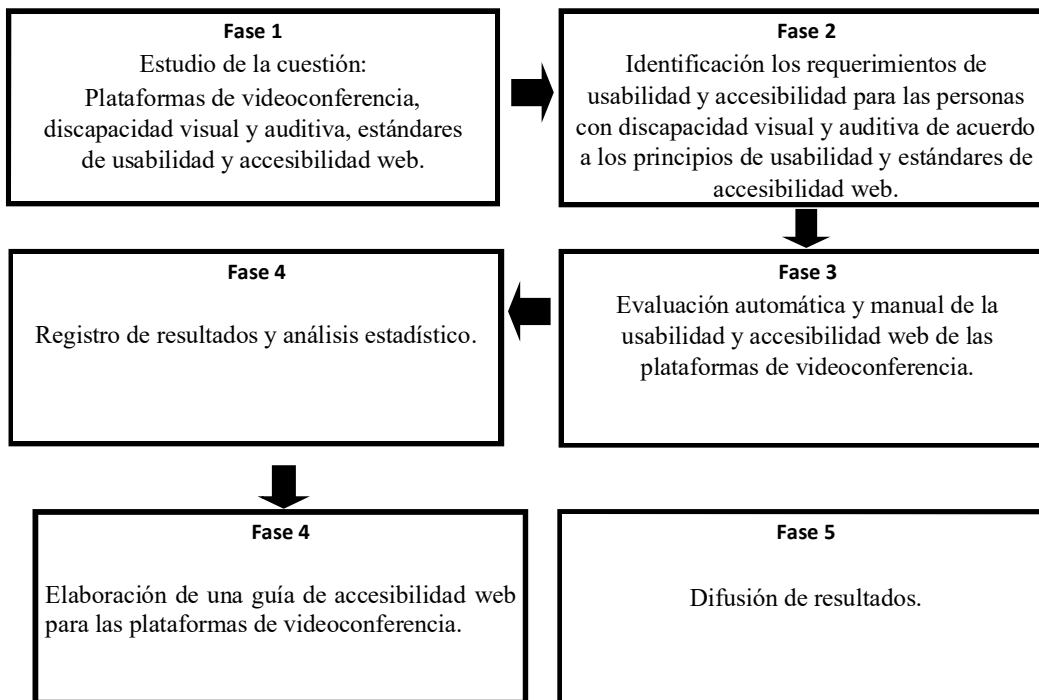 Fase 1
Estudio de la cuestión:
Plataformas de videoconferencia,
discapacidad visual y auditiva, estándares
de usabilidad y accesibilidad web.
Fase 2
Identificación los requerimientos de
usabilidad y accesibilidad para las personas
con discapacidad visual y auditiva de acuerdo
a los principios de usabilidad y estándares de
accesibilidad web.
Fase 4
Registro de resultados y análisis estadístico.
Fase 3
Evaluación automática y manual de la
usabilidad y accesibilidad web de las
plataformas de videoconferencia.
Fase 4
Elaboración de una guía de accesibilidad web
para las plataformas de videoconferencia.
Fase 5
Difusión de resultados.